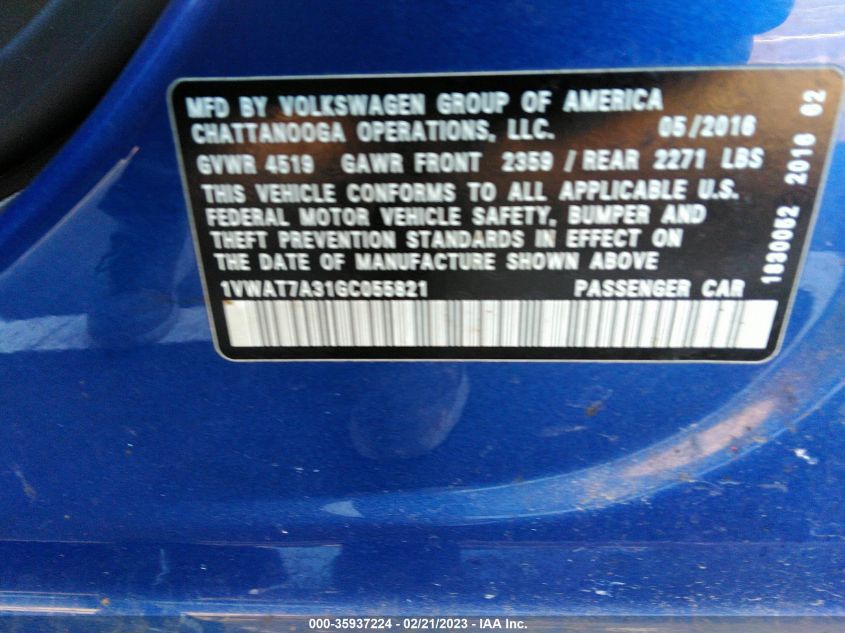 MFD BY VOLKSWAGEN GROUP OF AMERICA
CHATTANOOGA OPERATIONS, LLC. 05/2016
GVWR 4519 GAWR FRONT 2359 / REAR 2271 LBS
THIS VEHICLE CONFORMS TO ALL APPLICABLE U.S.
FEDERAL MOTOR VEHICLE SAFETY, BUMPER AND
THEFT PREVENTION STANDARDS IN EFFECT ON
THE DATE OF MANUFACTURE SHOWN ABOVE
1VWAT7A31GC055821 PASSENGER CAR
1830052 2016 02
000-35937224 - 02/21/2023 - IAA Inc.